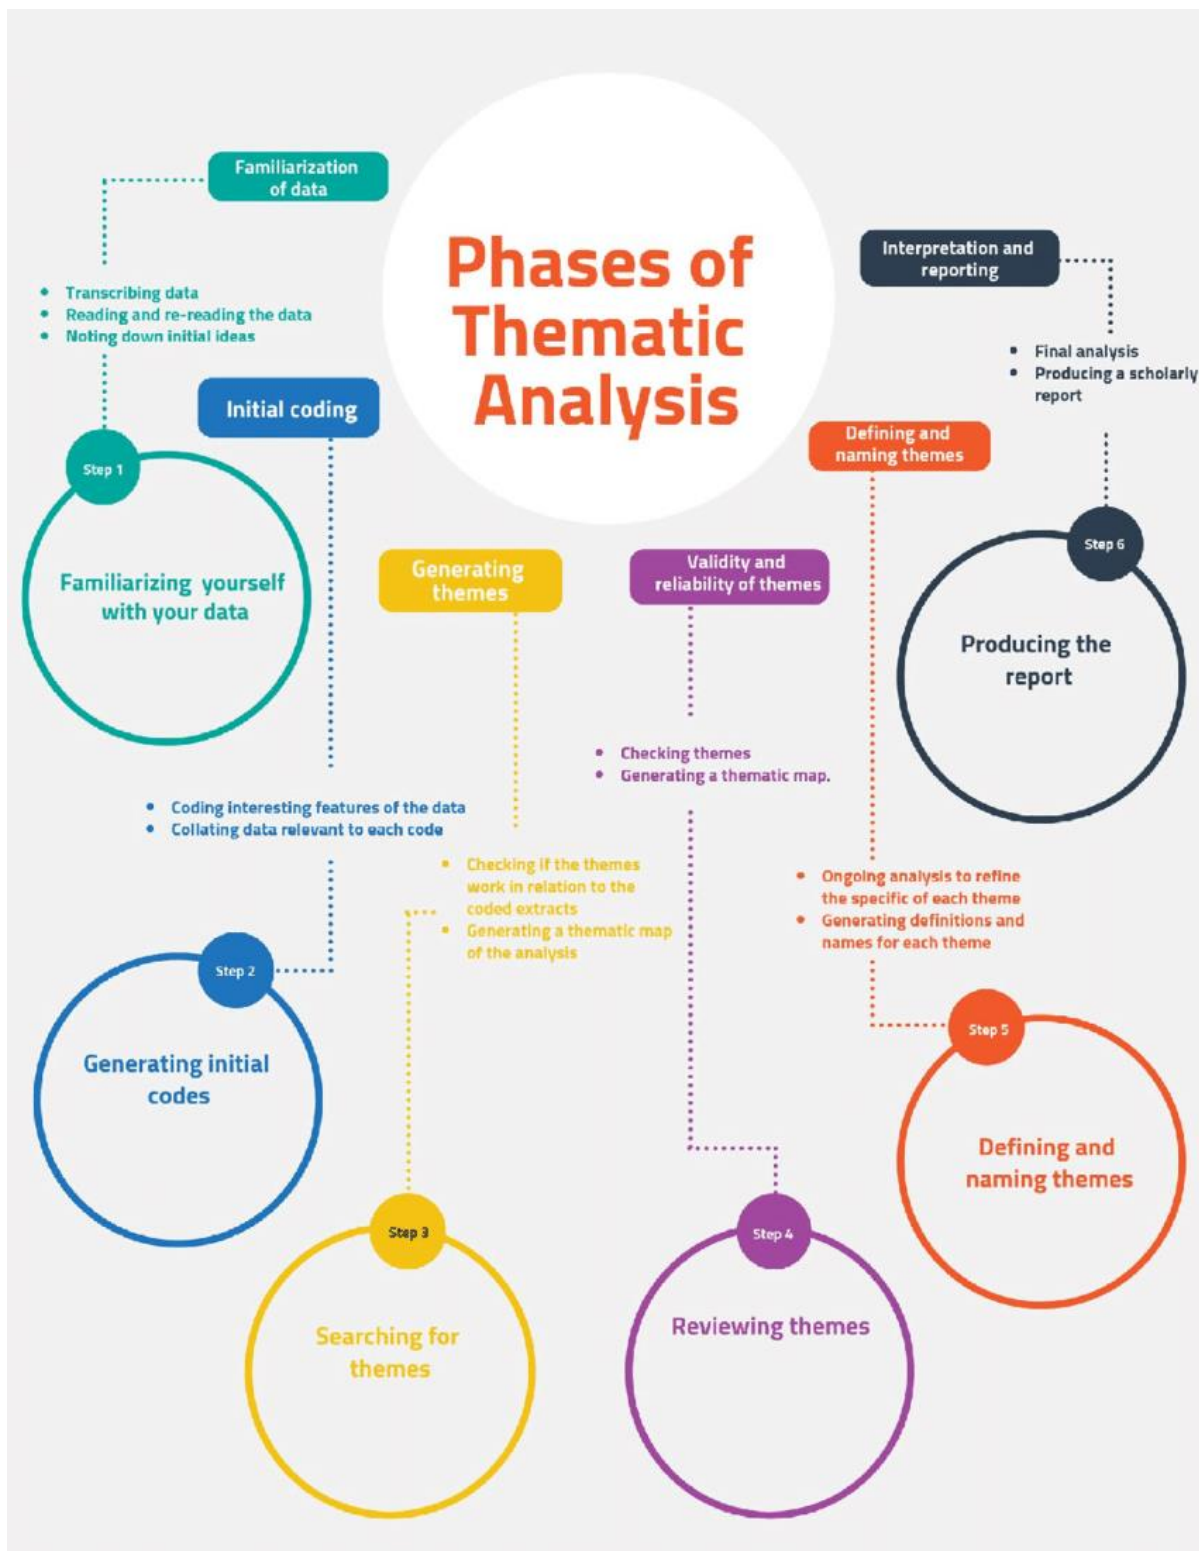 Phases of
Thematic
Analysis
Familiarization
of data
• Transcribing data
• Reading and re-reading the data
• Noting down initial ideas
Step 1
Familiarizing yourself
with your data
Initial coding
• Coding interesting features of the data
• Collating data relevant to each code
Step 2
Generating initial
codes
Generating
themes
• Checking if the themes
work in relation to the
coded extracts
• Generating a thematic map
of the analysis
Step 3
Searching for
themes
Validity and
reliability of themes
• Checking themes
• Generating a thematic map.
Step 4
Reviewing themes
Defining and
naming themes
• Ongoing analysis to refine
the specific of each theme
• Generating definitions and
names for each theme
Step 5
Defining and
naming themes
Interpretation and
reporting
• Final analysis
• Producing a scholarly
report
Step 6
Producing the
report